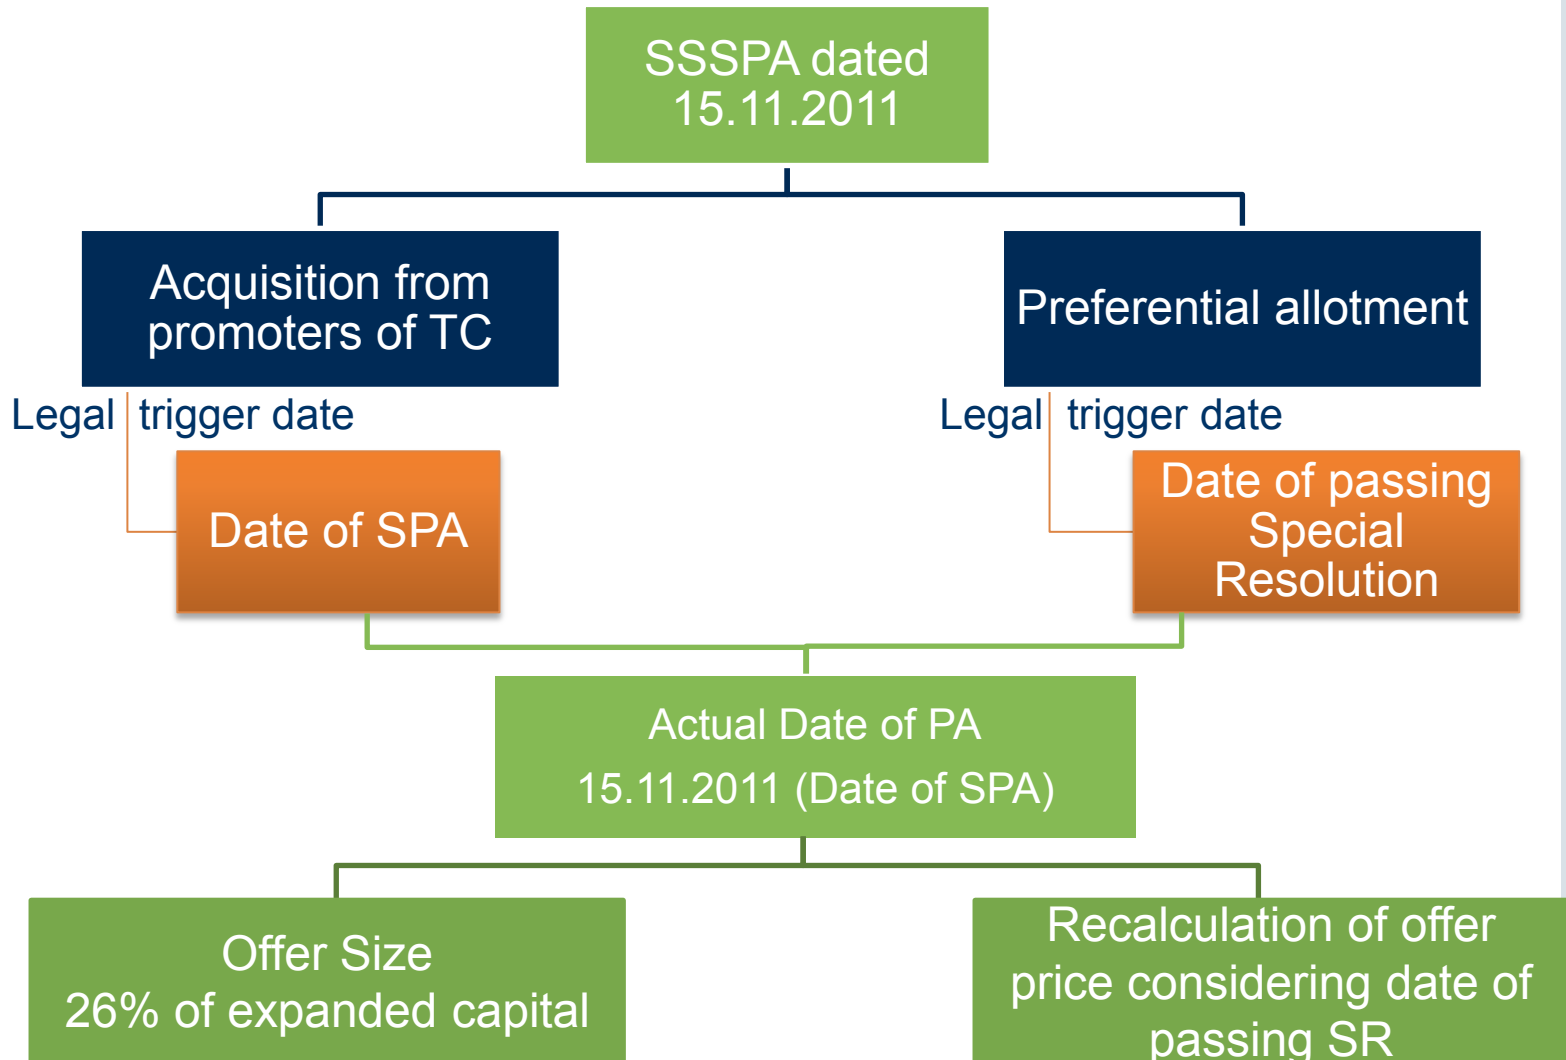 SSSPA dated
15.11.2011
Acquisition from
promoters of TC
Preferential allotment
Legal trigger date
Legal trigger date
Date of SPA
Date of passing
Special
Resolution
Actual Date of PA
15.11.2011 (Date of SPA)
Offer Size
26% of expanded capital
Recalculation of offer
price considering date of
passing SR